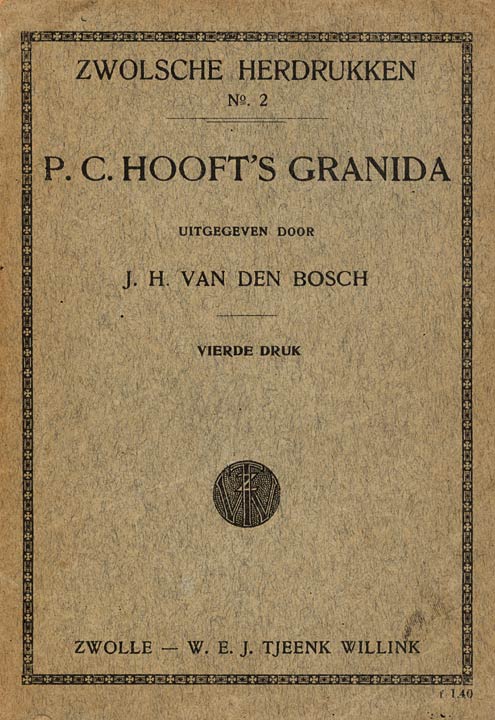 ZWOLSCHE HERDRUKKEN
Nº. 2
P. C. HOOFT'S GRANIDA
UITGEGEVEN DOOR
J. H. VAN DEN BOSCH
VIERDE DRUK
ZWOLLE — W. E. J. TJEENK WILLINK
f 1.40